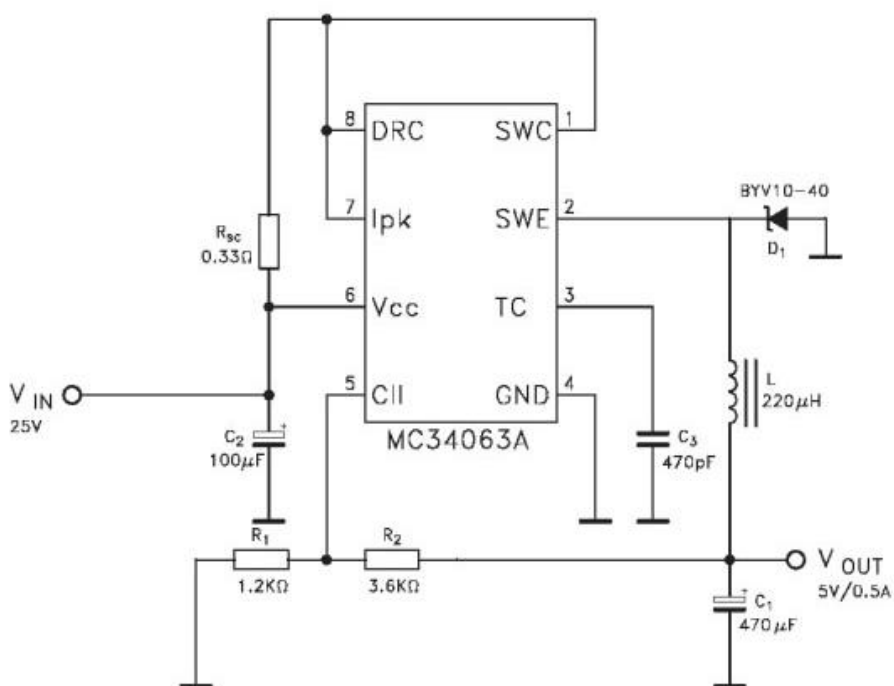 8 DRC SWC 1
BYV10-40
7 Ipk SWE 2
D1
Rsc
0.33Ω
6 Vcc TC 3
L
220μH
VIN
25V
5 CII GND 4
C2 +
100μF
MC34063A
C3
470pF
R1
1.2KΩ
R2
3.6KΩ
VOUT
5V/0.5A
C1 +
470μF